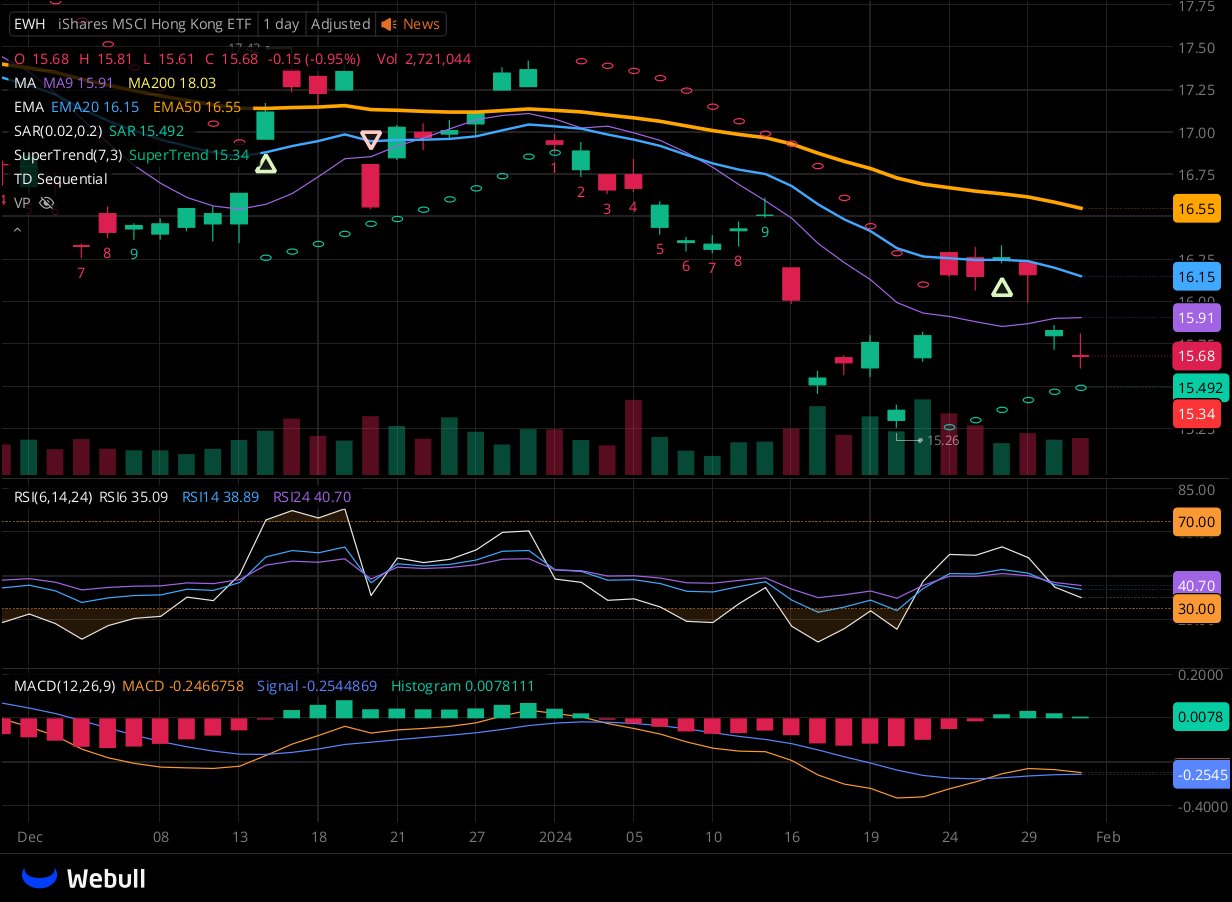 EWH iShares MSCI Hong Kong ETF 1 day Adjusted News
17.75
17.50
O 15.68 H 15.81 L 15.61 C 15.68 -0.15 (-0.95%) Vol 2,721,044
MA MA9 15.91 MA200 18.03
EMA EMA20 16.15 EMA50 16.55
SAR(0.02,0.2) SAR 15.492
SuperTrend(7,3) SuperTrend 15.34
TD Sequential
VP
17.25
17.00
16.75
16.55
16.25
16.15
16.00
15.91
15.75
15.68
15.492
15.34
15.25
7 8 9
1 2 3 4 5 6 7 8 9
15.26
RSI(6,14,24) RSI6 35.09 RSI14 38.89 RSI24 40.70
85.00
70.00
40.70
30.00
MACD(12,26,9) MACD -0.2466758 Signal -0.2544869 Histogram 0.0078111
0.2000
0.0078
-0.2545
-0.4000
Dec 08 13 18 21 27 2024 05 10 16 19 24 29 Feb
Webull